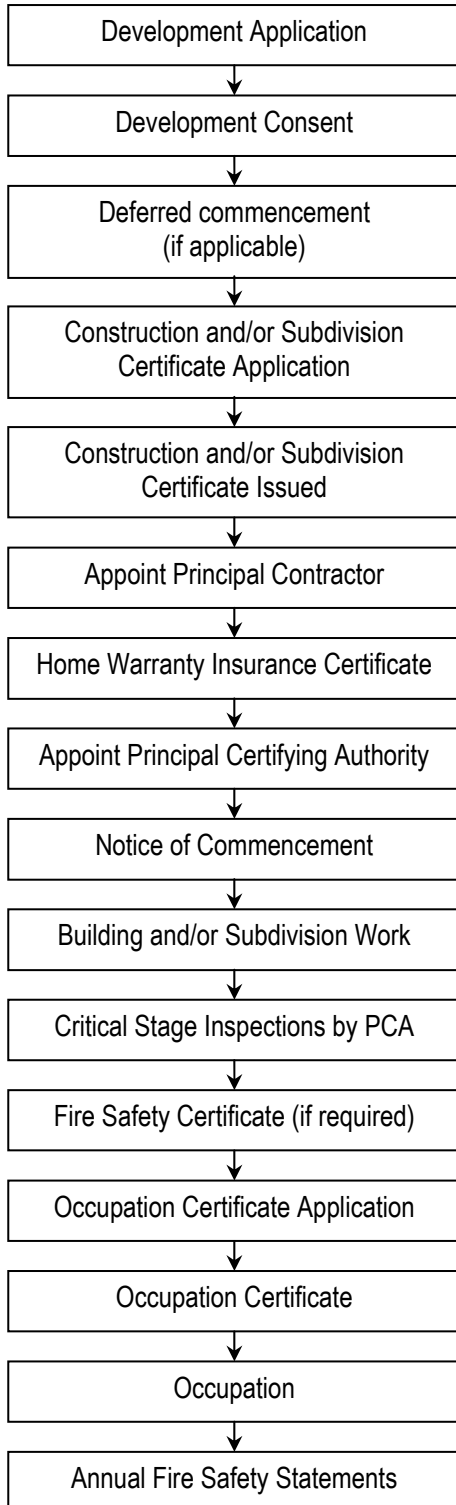 Development Application
Development Consent
Deferred commencement
(if applicable)
Construction and/or Subdivision
Certificate Application
Construction and/or Subdivision
Certificate Issued
Appoint Principal Contractor
Home Warranty Insurance Certificate
Appoint Principal Certifying Authority
Notice of Commencement
Building and/or Subdivision Work
Critical Stage Inspections by PCA
Fire Safety Certificate (if required)
Occupation Certificate Application
Occupation Certificate
Occupation
Annual Fire Safety Statements